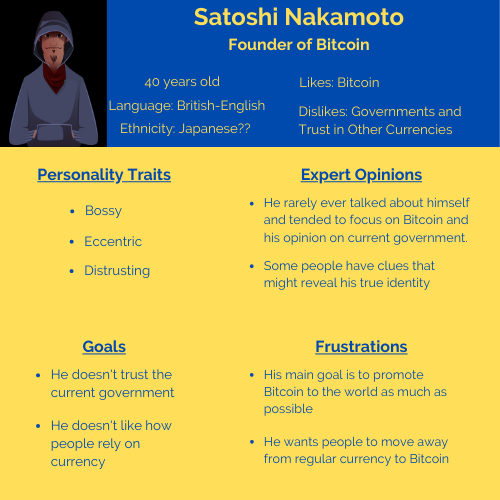 Satoshi Nakamoto
Founder of Bitcoin
40 years old
Language: British-English
Ethnicity: Japanese??
Likes: Bitcoin
Dislikes: Governments and
Trust in Other Currencies
Personality Traits
• Bossy
• Eccentric
• Distrusting
Expert Opinions
• He rarely ever talked about himself
and tended to focus on Bitcoin and
his opinion on current government.
• Some people have clues that
might reveal his true identity
Goals
• He doesn't trust the
current government
• He doesn't like how
people rely on
currency
Frustrations
• His main goal is to promote
Bitcoin to the world as much as
possible
• He wants people to move away
from regular currency to Bitcoin